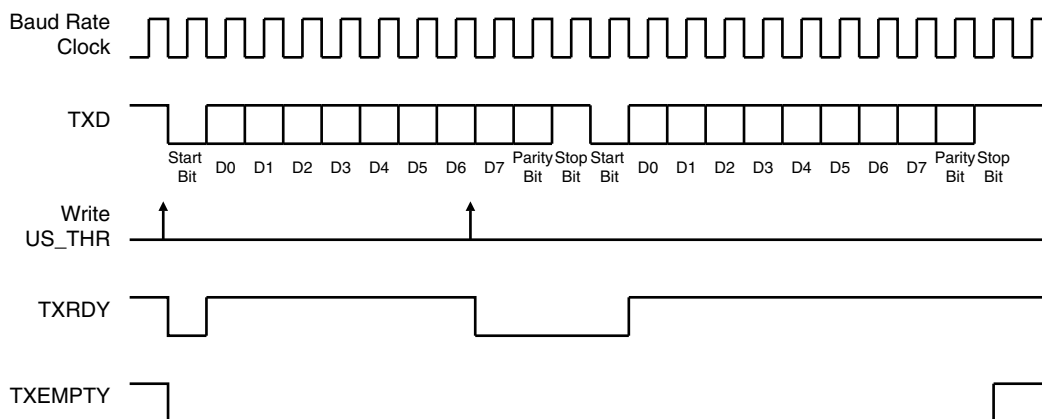 Baud Rate
Clock
TXD
Start
Bit
D0
D1
D2
D3
D4
D5
D6
D7
Parity
Bit
Stop
Bit
Start
Bit
D0
D1
D2
D3
D4
D5
D6
D7
Parity
Bit
Stop
Bit
Write
US_THR
TXRDY
TXEMPTY